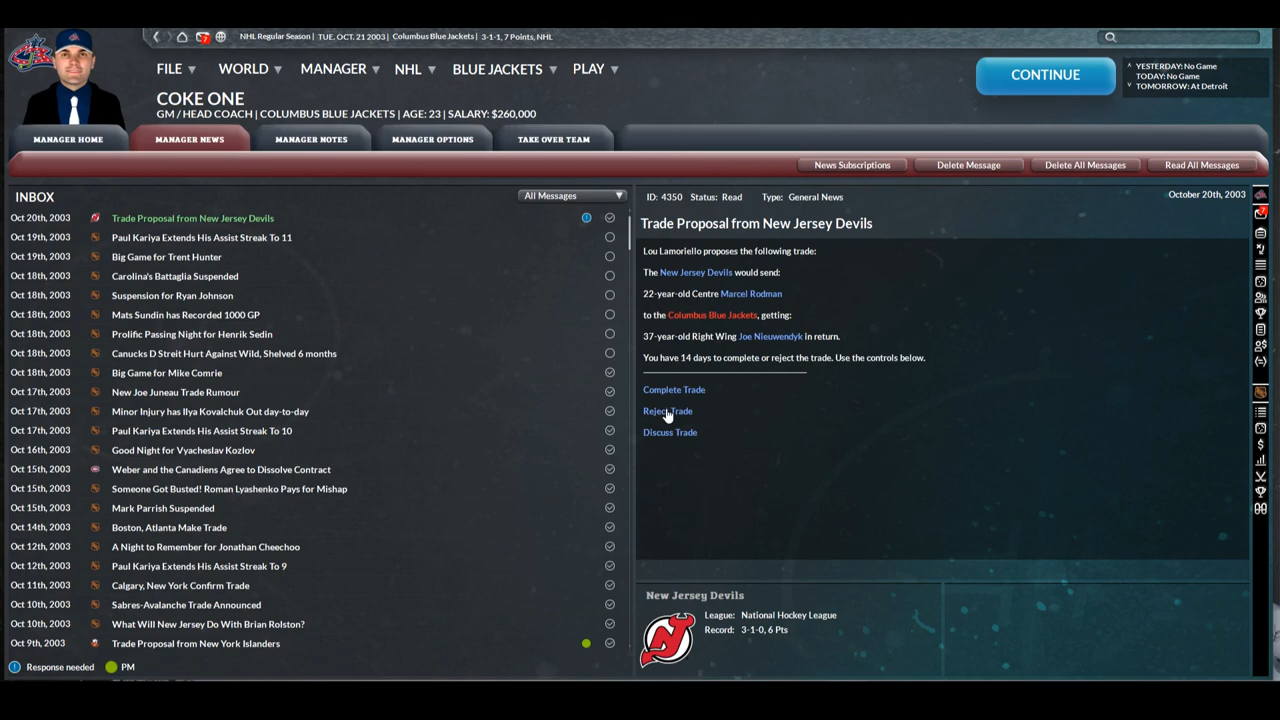 NHL Regular Season | TUE. OCT. 21 2003 | Columbus Blue Jackets | 3-1-1, 7 Points, NHL
FILE WORLD MANAGER NHL BLUE JACKETS PLAY
CONTINUE
YESTERDAY: No Game
TODAY: No Game
TOMORROW: At Detroit
COKE ONE
GM / HEAD COACH | COLUMBUS BLUE JACKETS | AGE: 23 | SALARY: $260,000
MANAGER HOME MANAGER NEWS MANAGER NOTES MANAGER OPTIONS TAKE OVER TEAM
News Subscriptions Delete Message Delete All Messages Read All Messages
INBOX All Messages
Oct 20th, 2003 Trade Proposal from New Jersey Devils
Oct 19th, 2003 Paul Kariya Extends His Assist Streak To 11
Oct 19th, 2003 Big Game for Trent Hunter
Oct 18th, 2003 Carolina's Battaglia Suspended
Oct 18th, 2003 Suspension for Ryan Johnson
Oct 18th, 2003 Mats Sundin has Recorded 1000 GP
Oct 18th, 2003 Prolific Passing Night for Henrik Sedin
Oct 18th, 2003 Canucks D Streit Hurt Against Wild, Shelved 6 months
Oct 18th, 2003 Big Game for Mike Comrie
Oct 17th, 2003 New Joe Juneau Trade Rumour
Oct 17th, 2003 Minor Injury has Ilya Kovalchuk Out day-to-day
Oct 17th, 2003 Paul Kariya Extends His Assist Streak To 10
Oct 16th, 2003 Good Night for Vyacheslav Kozlov
Oct 15th, 2003 Weber and the Canadiens Agree to Dissolve Contract
Oct 15th, 2003 Someone Got Busted! Roman Lyashenko Pays for Mishap
Oct 15th, 2003 Mark Parrish Suspended
Oct 14th, 2003 Boston, Atlanta Make Trade
Oct 12th, 2003 A Night to Remember for Jonathan Cheechoo
Oct 12th, 2003 Paul Kariya Extends His Assist Streak To 9
Oct 11th, 2003 Calgary, New York Confirm Trade
Oct 10th, 2003 Sabres-Avalanche Trade Announced
Oct 10th, 2003 What Will New Jersey Do With Brian Rolston?
Oct 9th, 2003 Trade Proposal from New York Islanders
Response needed PM
ID: 4350 Status: Read Type: General News October 20th, 2003
Trade Proposal from New Jersey Devils
Lou Lamoriello proposes the following trade:
The New Jersey Devils would send:
22-year-old Centre Marcel Rodman
to the Columbus Blue Jackets, getting:
37-year-old Right Wing Joe Nieuwendyk in return.
You have 14 days to complete or reject the trade. Use the controls below.
Complete Trade
Reject Trade
Discuss Trade
New Jersey Devils
League: National Hockey League
Record: 3-1-0, 6 Pts